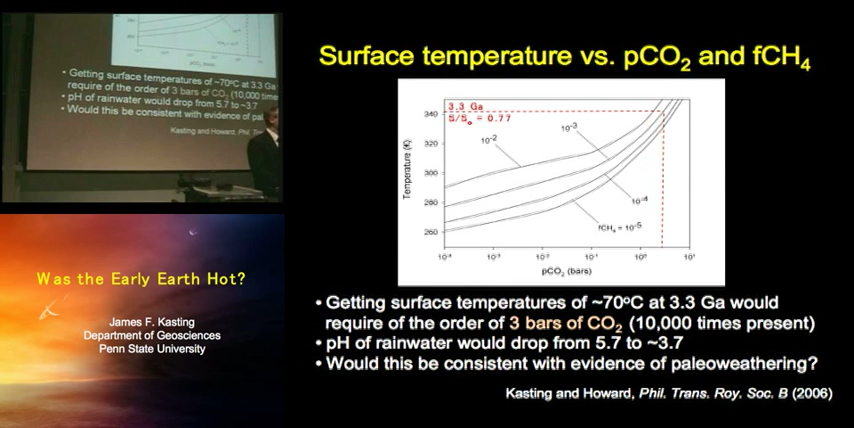 • Getting surface temperatures of ~70ºC at 3.3 Ga
require of the order of 3 bars of CO2 (10,000 time
• pH of rainwater would drop from 5.7 to ~3.7
• Would this be consistent with evidence of pal
Kasting and Howard, Phil.
Was the Early Earth Hot?
James F. Kasting
Department of Geosciences
Penn State University
Surface temperature vs. pCO2 and fCH4
3.3 Ga
S/So = 0.77
Temperature (K)
340
320
300
280
260
10-2
10-3
10-4
fCH4 = 10-5
10-4
10-3
10-2
10-1
100
101
pCO2 (bars)
• Getting surface temperatures of ~70ºC at 3.3 Ga would
require of the order of 3 bars of CO2 (10,000 times present)
• pH of rainwater would drop from 5.7 to ~3.7
• Would this be consistent with evidence of paleoweathering?
Kasting and Howard, Phil. Trans. Roy. Soc. B (2006)